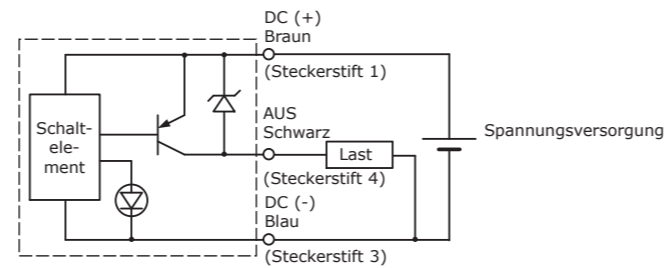 DC (+)
Braun
(Steckerstift 1)
Schalt-
ele-
ment
AUS
Schwarz
Last
(Steckerstift 4)
Spannungsversorgung
DC (-)
Blau
(Steckerstift 3)